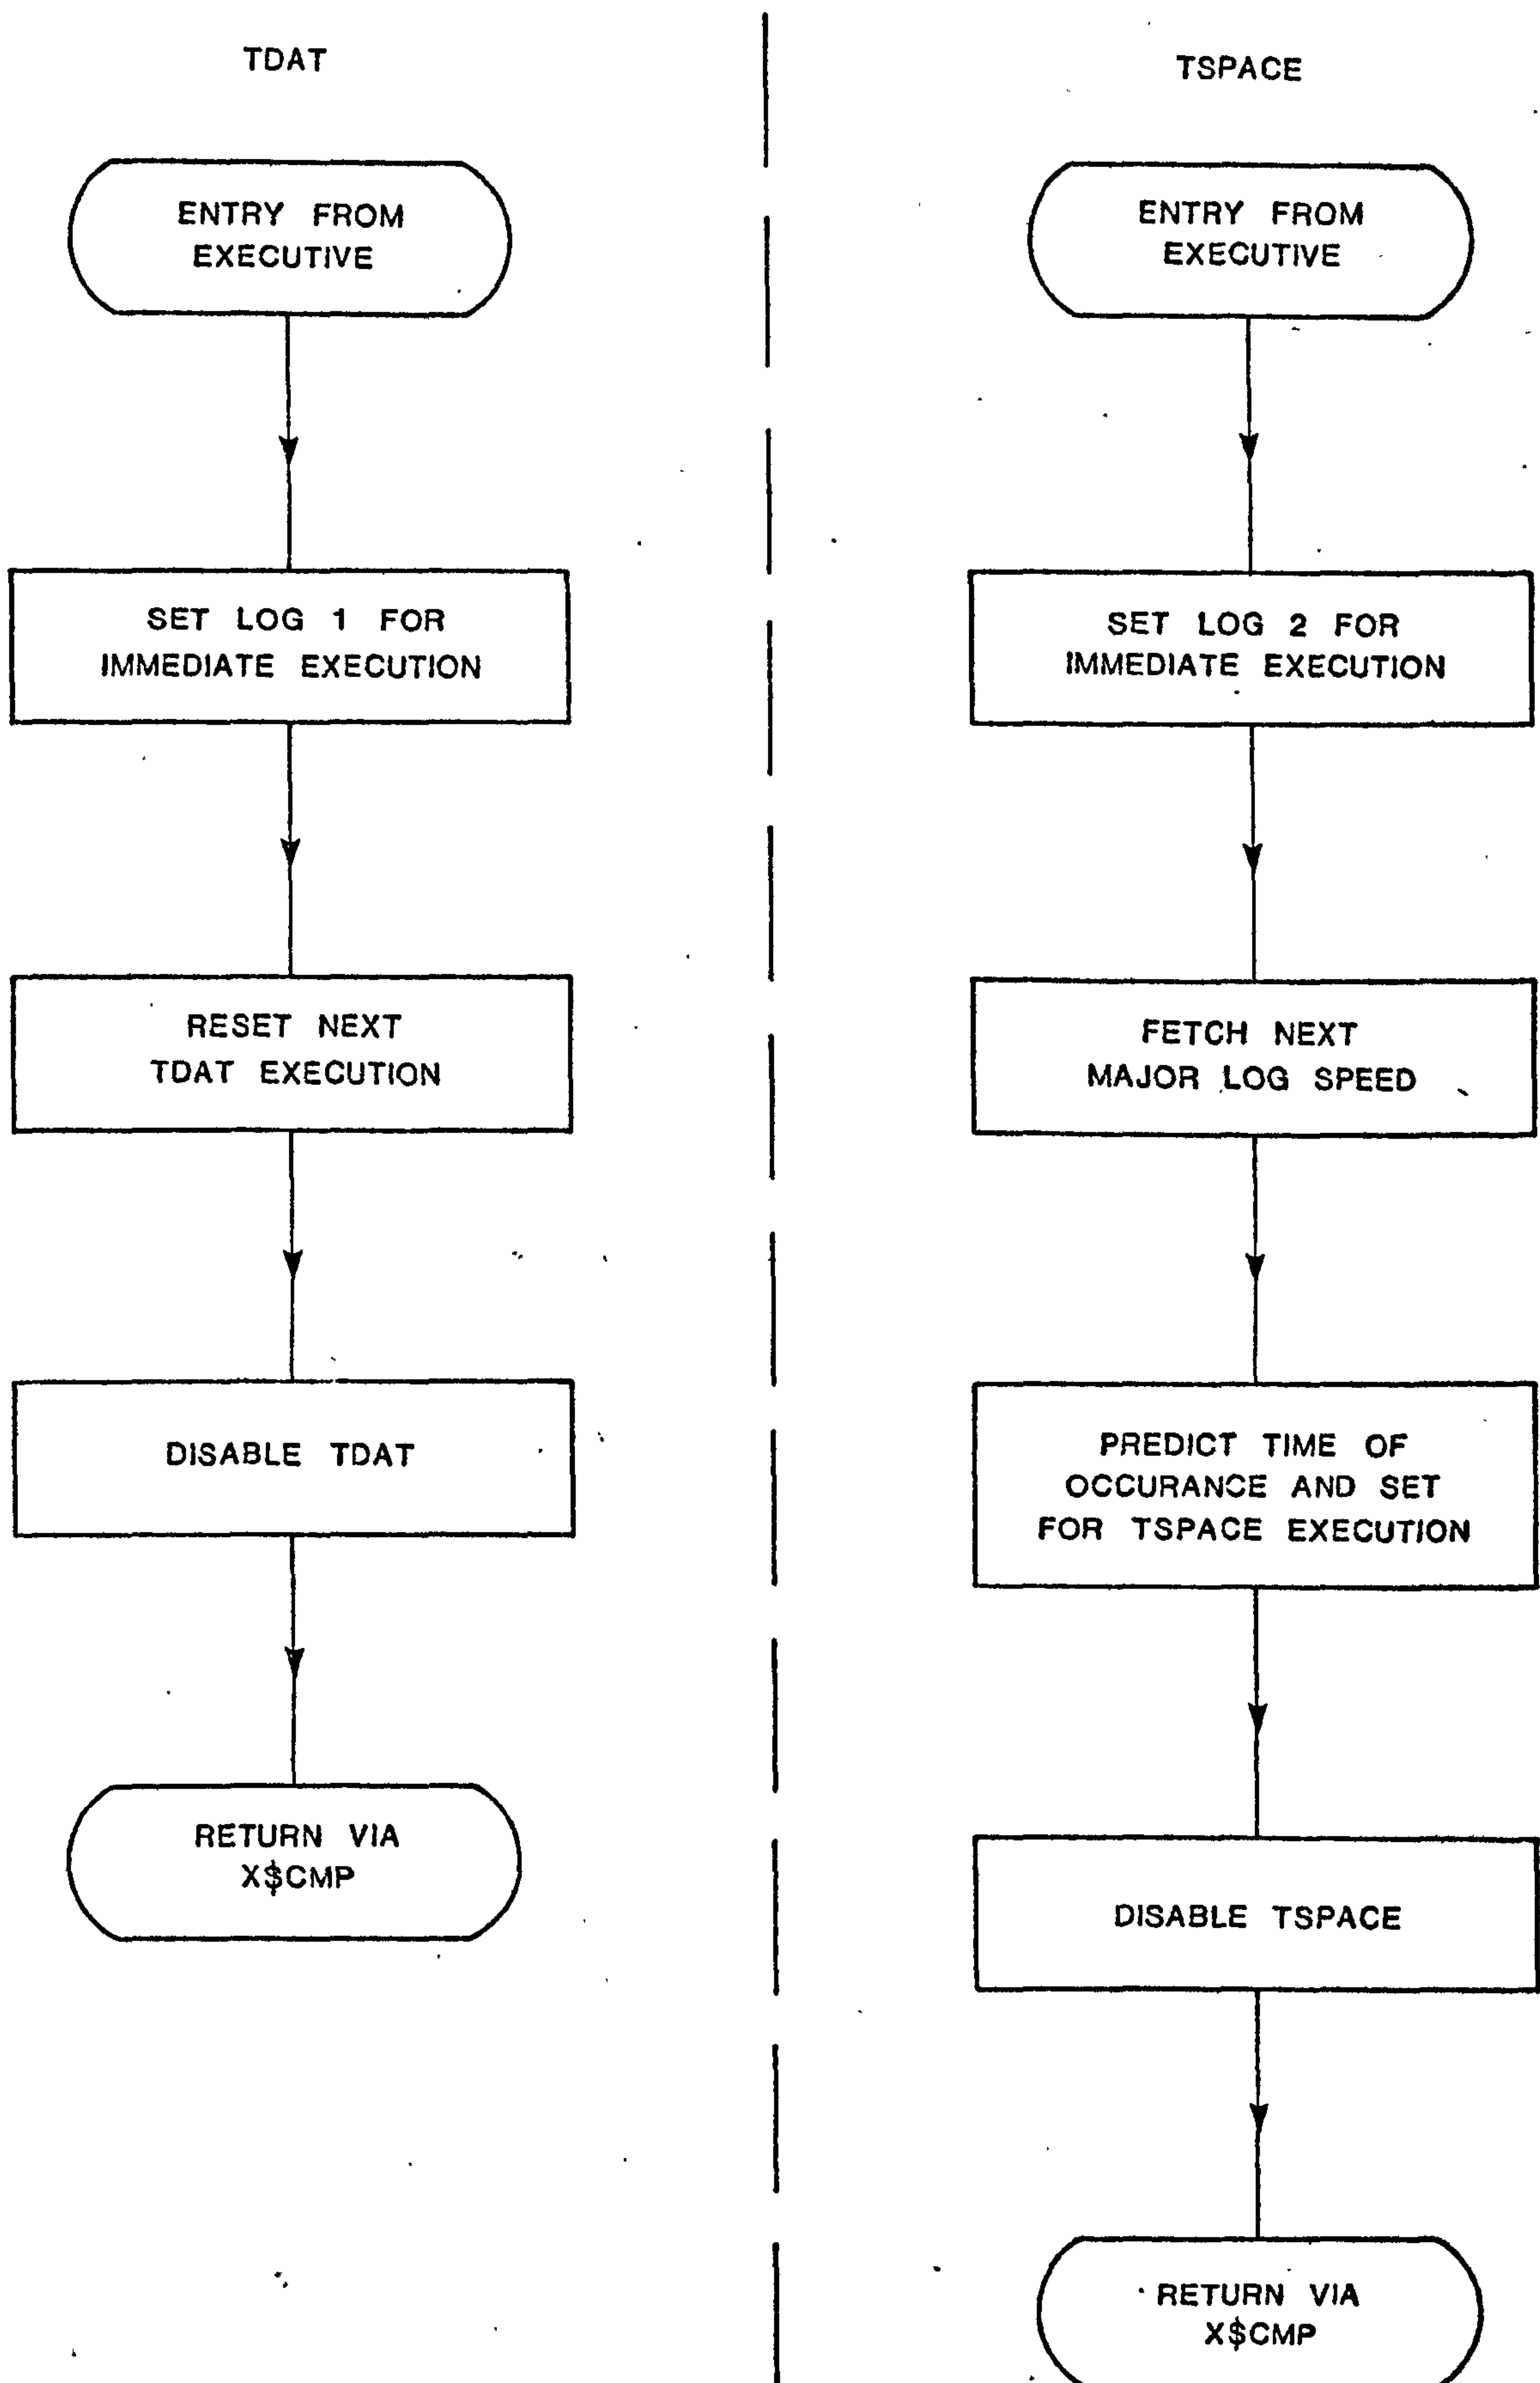 TDAT
ENTRY FROM
EXECUTIVE
SET LOG 1 FOR
IMMEDIATE EXECUTION
RESET NEXT
TDAT EXECUTION
DISABLE TDAT
RETURN VIA
X$CMP
TSPACE
ENTRY FROM
EXECUTIVE
SET LOG 2 FOR
IMMEDIATE EXECUTION
FETCH NEXT
MAJOR LOG SPEED
PREDICT TIME OF
OCCURANCE AND SET
FOR TSPACE EXECUTION
DISABLE TSPACE
RETURN VIA
X$CMP